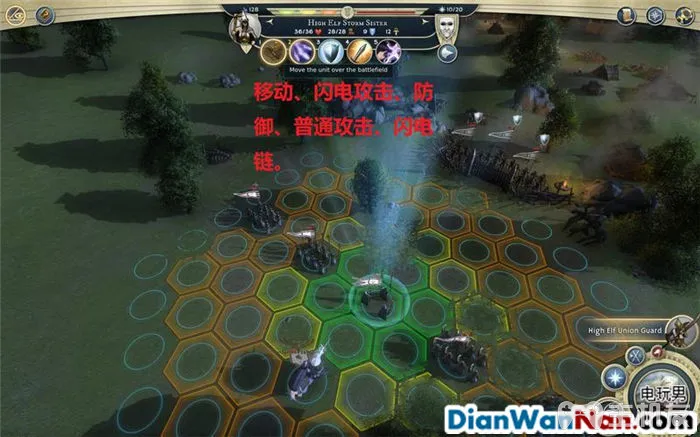 128
HIGH ELF STORM SISTER
10/20
36/36 28/28 9 12
Move the unit over the battlefield
移动、闪电攻击、防
御、普通攻击，闪电
链。
High Elf Union Guard
电玩男
DianWanNan.com